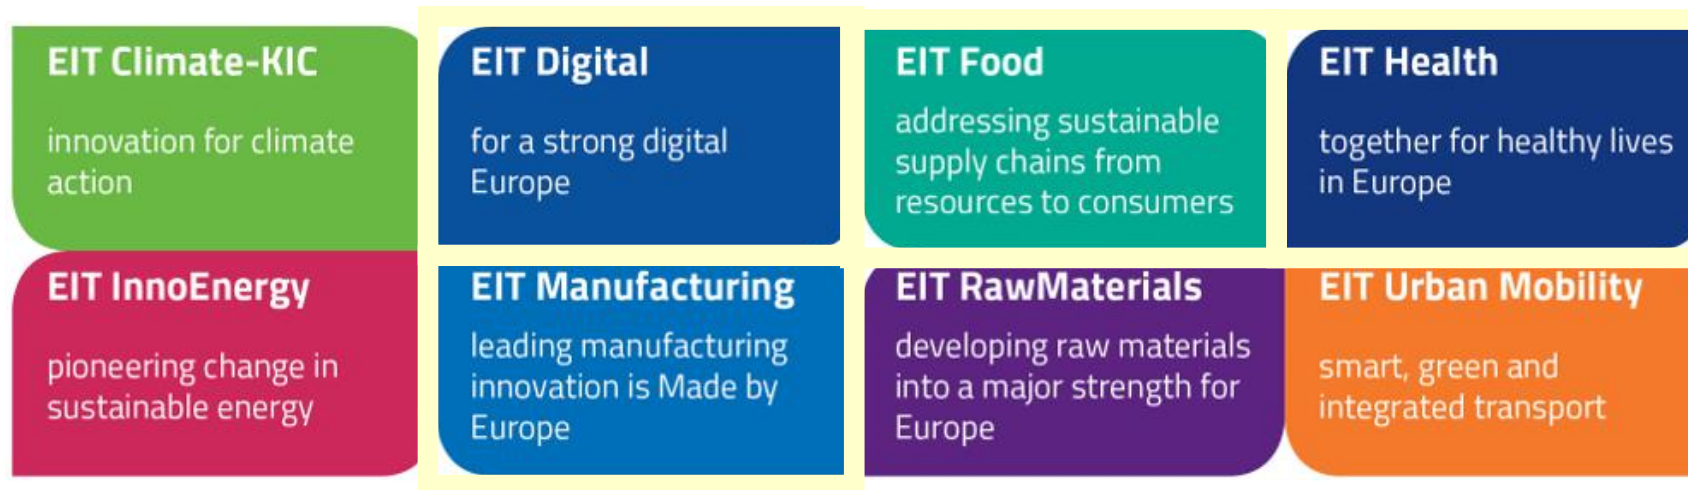 EIT Climate-KIC
innovation for climate
action
EIT Digital
for a strong digital
Europe
EIT Food
addressing sustainable
supply chains from
resources to consumers
EIT Health
together for healthy lives
in Europe
EIT InnoEnergy
pioneering change in
sustainable energy
EIT Manufacturing
leading manufacturing
innovation is Made by
Europe
EIT RawMaterials
developing raw materials
into a major strength for
Europe
EIT Urban Mobility
smart, green and
integrated transport